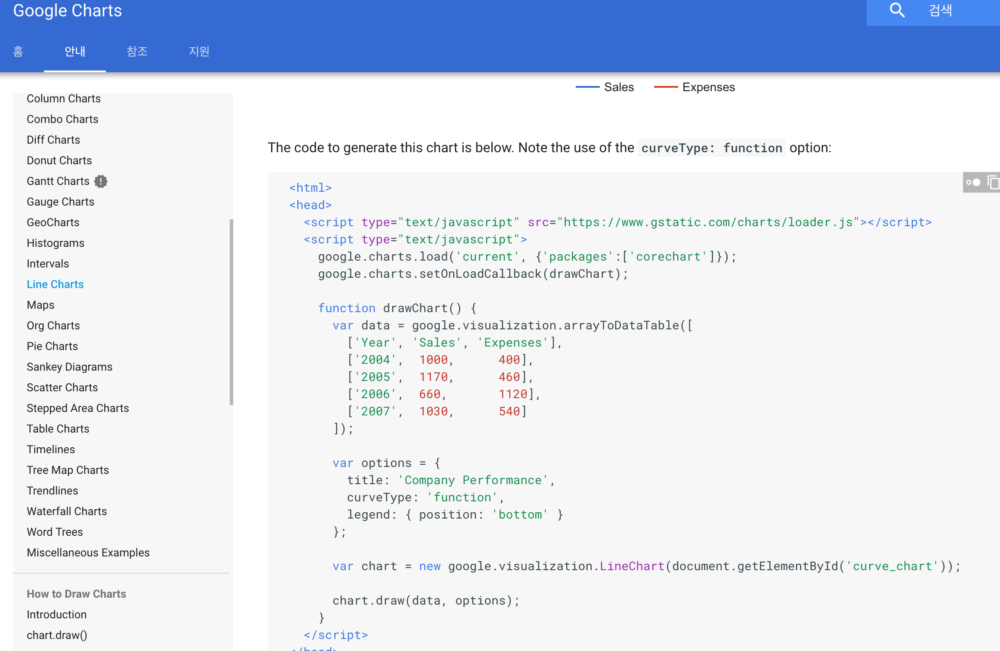 Google Charts
검색
홈 안내 참조 지원
Column Charts
Combo Charts
Diff Charts
Donut Charts
Gantt Charts
Gauge Charts
GeoCharts
Histograms
Intervals
Line Charts
Maps
Org Charts
Pie Charts
Sankey Diagrams
Scatter Charts
Stepped Area Charts
Table Charts
Timelines
Tree Map Charts
Trendlines
Waterfall Charts
Word Trees
Miscellaneous Examples
How to Draw Charts
Introduction
chart.draw()
Sales Expenses
The code to generate this chart is below. Note the use of the curveType: function option:
<html>
<head>
<script type="text/javascript" src="https://www.gstatic.com/charts/loader.js"></script>
<script type="text/javascript">
google.charts.load('current', {'packages':['corechart']});
google.charts.setOnLoadCallback(drawChart);
function drawChart() {
var data = google.visualization.arrayToDataTable([
['Year', 'Sales', 'Expenses'],
['2004', 1000, 400],
['2005', 1170, 460],
['2006', 660, 1120],
['2007', 1030, 540]
]);
var options = {
title: 'Company Performance',
curveType: 'function',
legend: { position: 'bottom' }
};
var chart = new google.visualization.LineChart(document.getElementById('curve_chart'));
chart.draw(data, options);
}
</script>
</head>